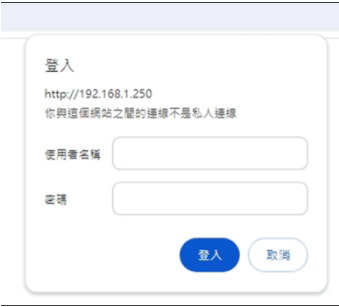 登入
http://192.168.1.250
你與這個網站之間的連線不是私人連線
使用者名稱
密碼
登入 取消